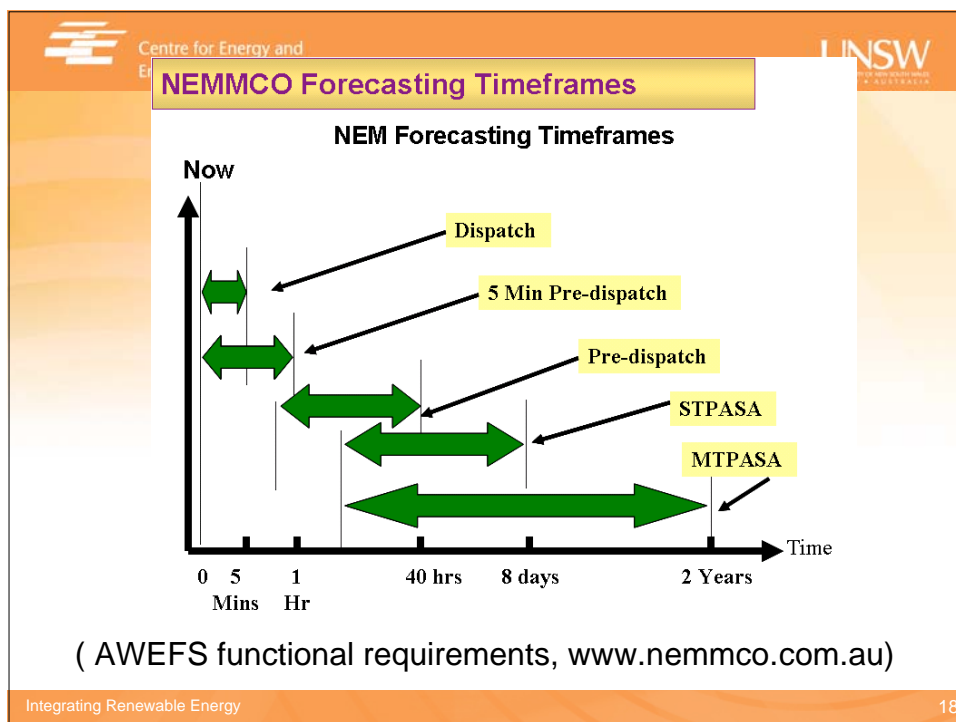 Centre for Energy and
UNSW
NEMMCO Forecasting Timeframes
NEM Forecasting Timeframes
Now
Dispatch
5 Min Pre-dispatch
Pre-dispatch
STPASA
MTPASA
Time
0 5 1 40 hrs 8 days 2 Years
Mins Hr
( AWEFS functional requirements, www.nemmco.com.au)
Integrating Renewable Energy 18